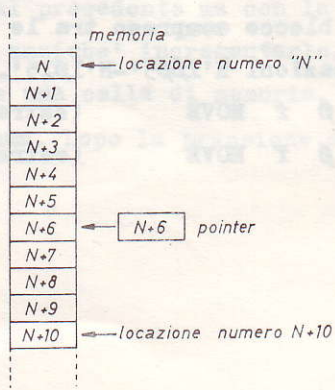 memoria
N locazione numero "N"
N+1
N+2
N+3
N+4
N+5
N+6 N+6 pointer
N+7
N+8
N+9
N+10 locazione numero N+10